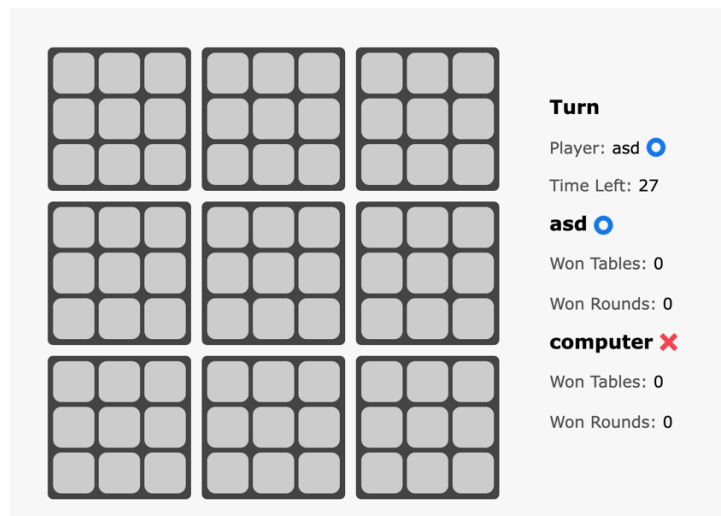 Turn
Player: asd
Time Left: 27
asd
Won Tables: 0
Won Rounds: 0
computer
Won Tables: 0
Won Rounds: 0